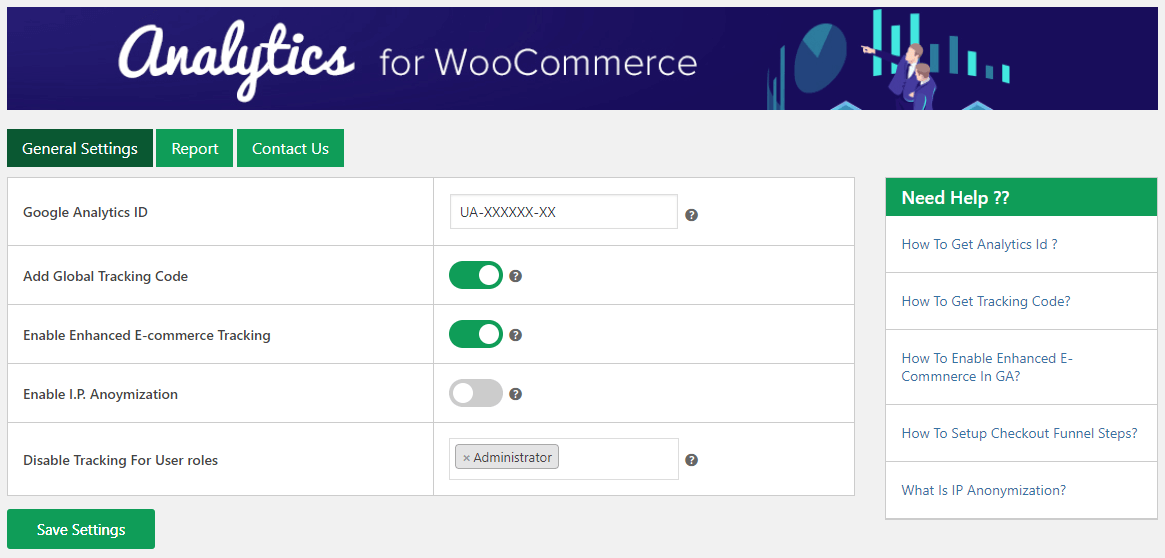 Analytics for WooCommerce
General Settings
Report
Contact Us
Google Analytics ID
UA-XXXXXX-XX
?
Add Global Tracking Code
?
Enable Enhanced E-commerce Tracking
?
Enable I.P. Anoymization
?
Disable Tracking For User roles
× Administrator
?
Save Settings
Need Help ??
How To Get Analytics Id ?
How To Get Tracking Code?
How To Enable Enhanced E-
Commnerce In GA?
How To Setup Checkout Funnel Steps?
What Is IP Anonymization?